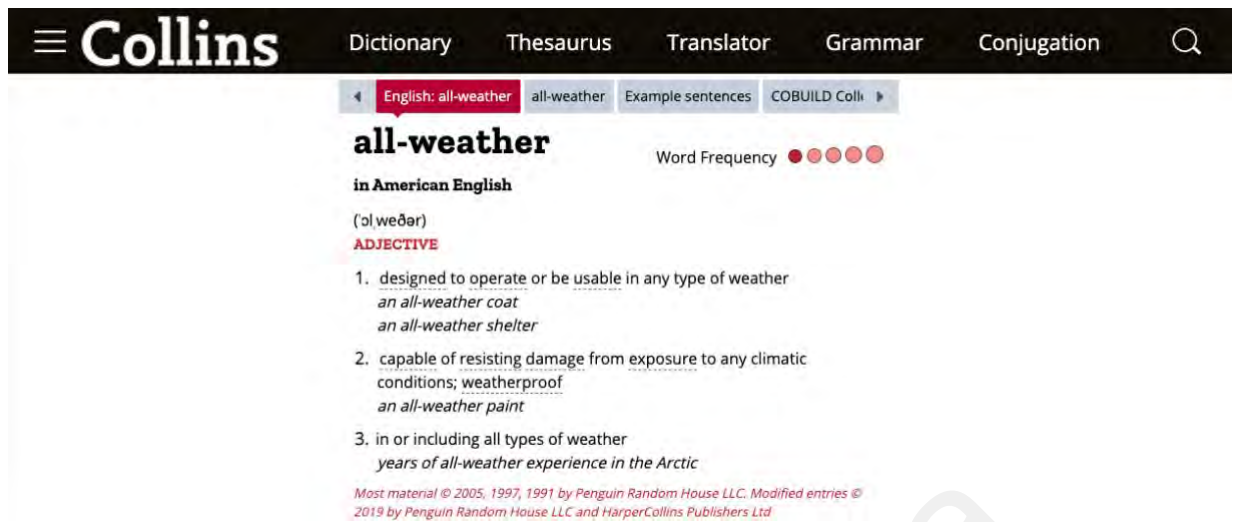 Collins Dictionary Thesaurus Translator Grammar Conjugation
English: all-weather all-weather Example sentences COBUILD Coll
all-weather
Word Frequency
in American English
(ˈɔlˌweðər)
ADJECTIVE
1. designed to operate or be usable in any type of weather
an all-weather coat
an all-weather shelter
2. capable of resisting damage from exposure to any climatic
conditions; weatherproof
an all-weather paint
3. in or including all types of weather
years of all-weather experience in the Arctic
Most material © 2005, 1997, 1991 by Penguin Random House LLC. Modified entries ©
2019 by Penguin Random House LLC and HarperCollins Publishers Ltd